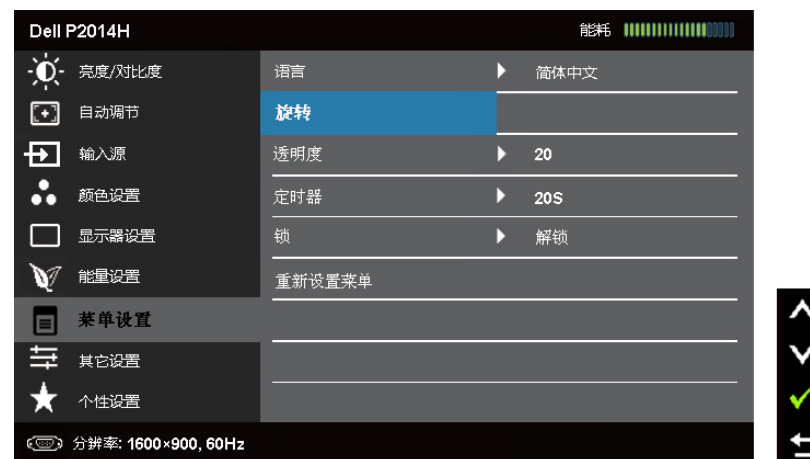 Dell P2014H 能耗
亮度/对比度 语言 简体中文
自动调节 旋转
输入源 透明度 20
颜色设置 定时器 20S
显示器设置 锁 解锁
能量设置 重新设置菜单
菜单设置
其它设置
个性设置
分辨率: 1600×900, 60Hz